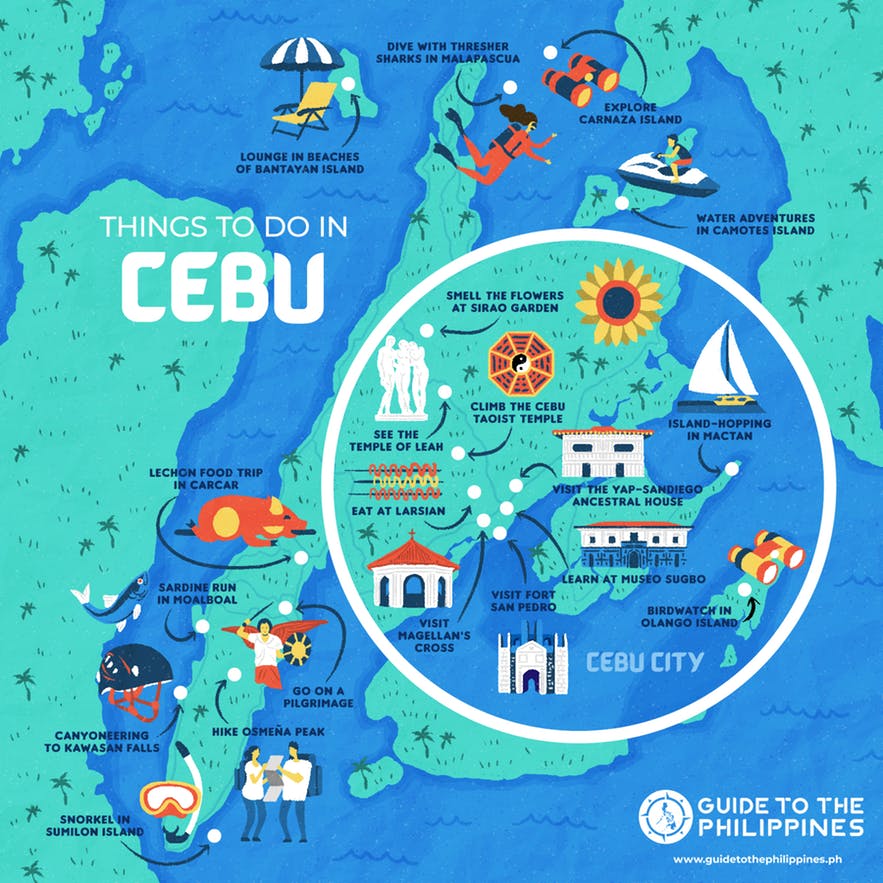 DIVE WITH THRESHER
SHARKS IN MALAPASCUA
EXPLORE
CARNAZA ISLAND
LOUNGE IN BEACHES
OF BANTAYAN ISLAND
WATER ADVENTURES
IN CAMOTES ISLAND
THINGS TO DO IN
CEBU
SMELL THE FLOWERS
AT SIRAO GARDEN
CLIMB THE CEBU
TAOIST TEMPLE
ISLAND-HOPPING
IN MACTAN
SEE THE
TEMPLE OF LEAH
LECHON FOOD TRIP
IN CARCAR
VISIT THE YAP-SANDIEGO
ANCESTRAL HOUSE
EAT AT LARSIAN
LEARN AT MUSEO SUGBO
SARDINE RUN
IN MOALBOAL
VISIT FORT
SAN PEDRO
BIRDWATCH IN
OLANGO ISLAND
VISIT
MAGELLAN'S
CROSS
CEBU CITY
GO ON A
PILGRIMAGE
CANYONEERING
TO KAWASAN FALLS
HIKE OSMEÑA PEAK
SNORKEL IN
SUMILON ISLAND
GUIDE TO THE
PHILIPPINES
www.guidetothephilippines.ph